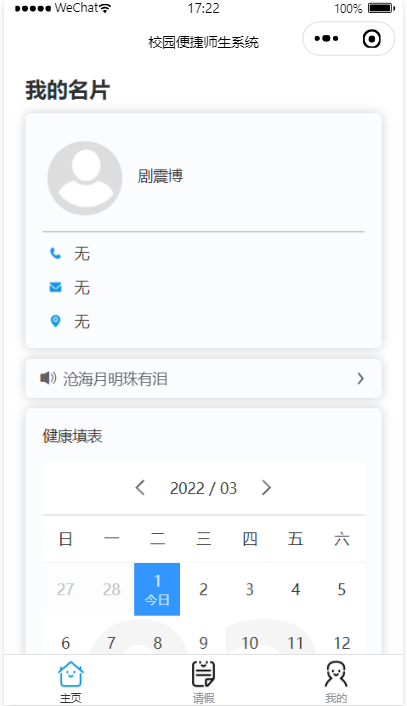 WeChat 17:22 100%
校园便捷师生系统
我的名片
剧震博
无
无
无
沧海月明珠有泪
健康填表
2022 / 03
日 一 二 三 四 五 六
27 28 1 2 3 4 5
今日
6 7 8 9 10 11 12
主页 请假 我的